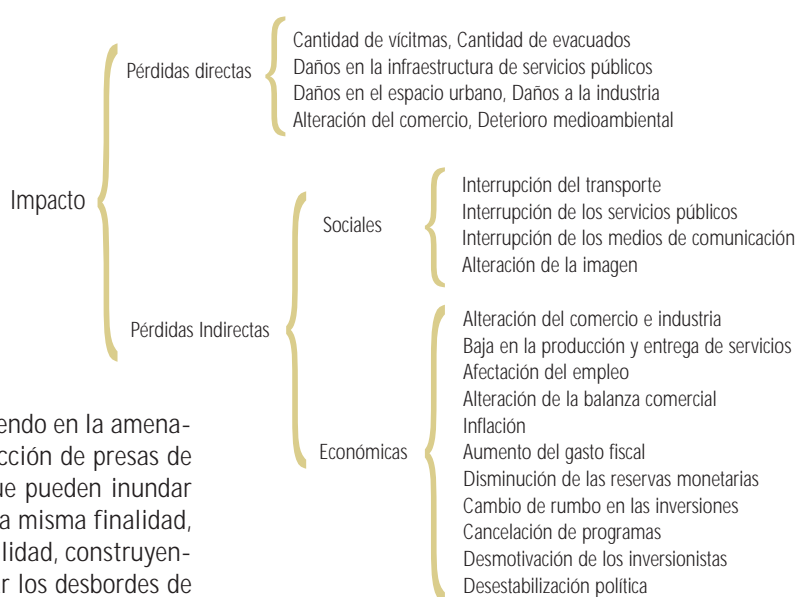 Impacto
Pérdidas directas
Cantidad de vícitmas, Cantidad de evacuados
Daños en la infraestructura de servicios públicos
Daños en el espacio urbano, Daños a la industria
Alteración del comercio, Deterioro medioambiental
Pérdidas Indirectas
Sociales
Interrupción del transporte
Interrupción de los servicios públicos
Interrupción de los medios de comunicación
Alteración de la imagen
Económicas
Alteración del comercio e industria
Baja en la producción y entrega de servicios
Afectación del empleo
Alteración de la balanza comercial
Inflación
Aumento del gasto fiscal
Disminución de las reservas monetarias
Cambio de rumbo en las inversiones
Cancelación de programas
Desmotivación de los inversionistas
Desestabilización política
endo en la amena-
cción de presas de
ue pueden inundar
a misma finalidad,
lidad, construyen-
ar los desbordes de